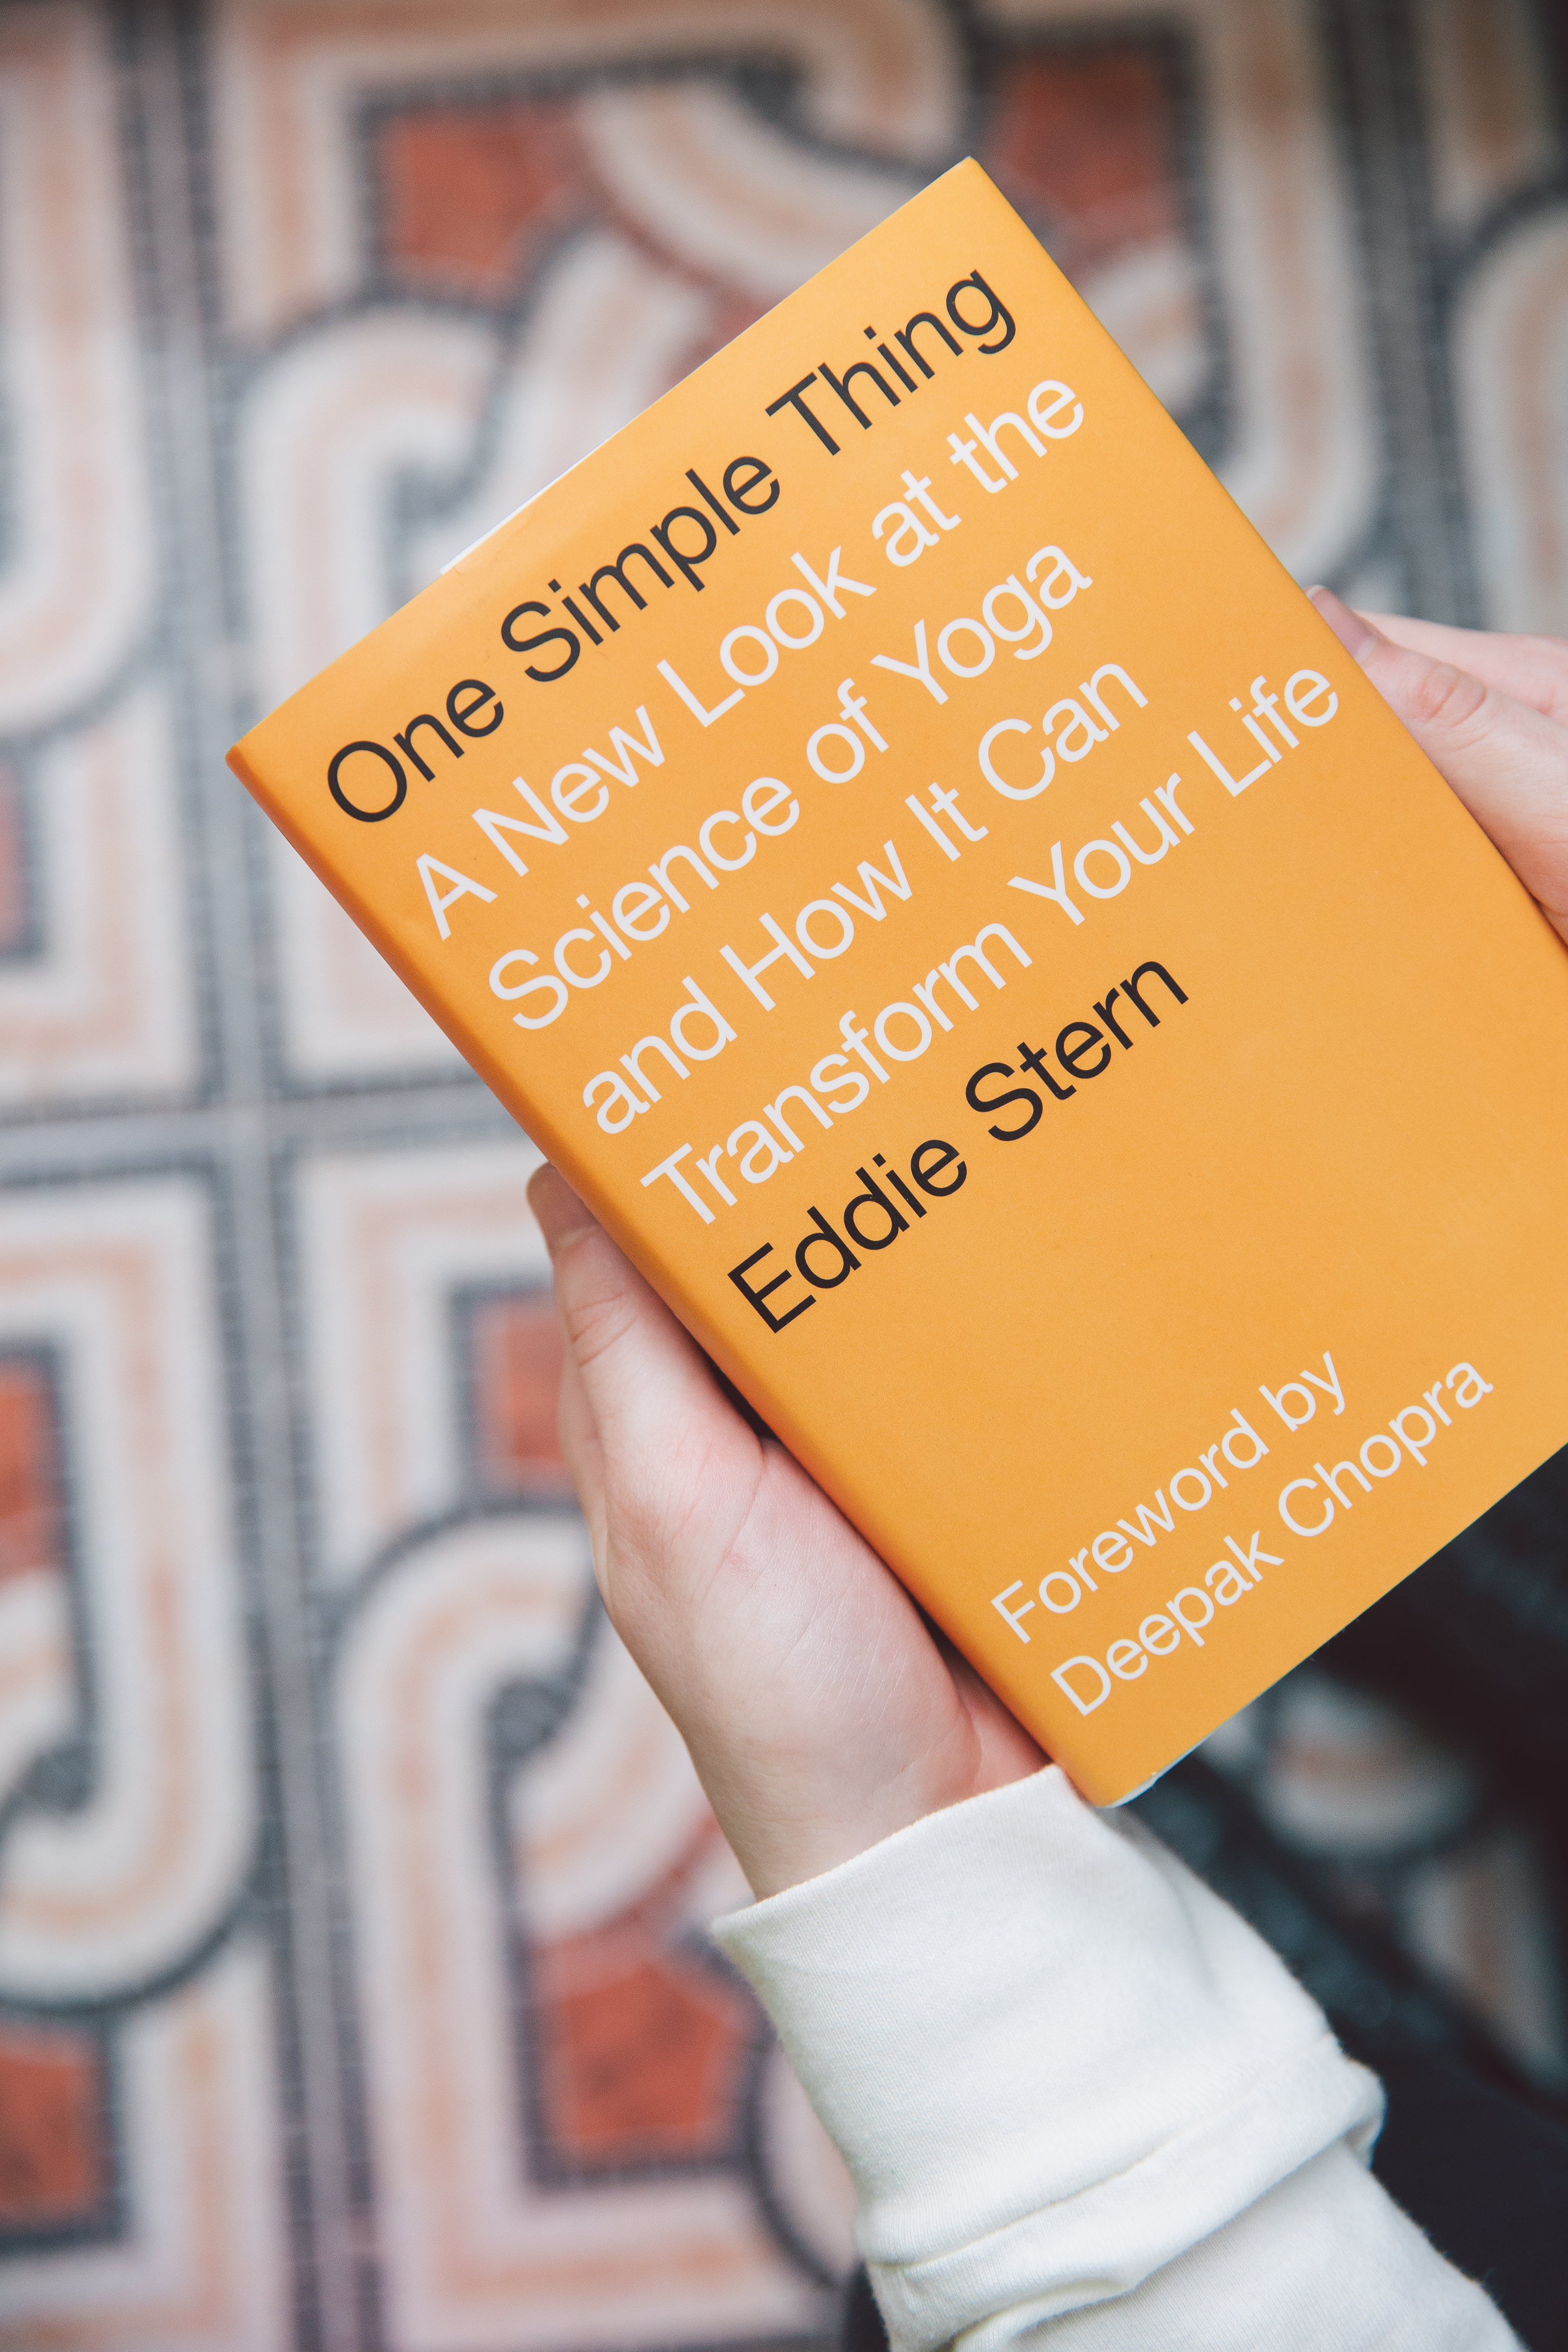 One Simple Thing
A New Look at the
Science of Yoga
and How It Can
Transform Your Life
Eddie Stern
Foreword by
Deepak Chopra